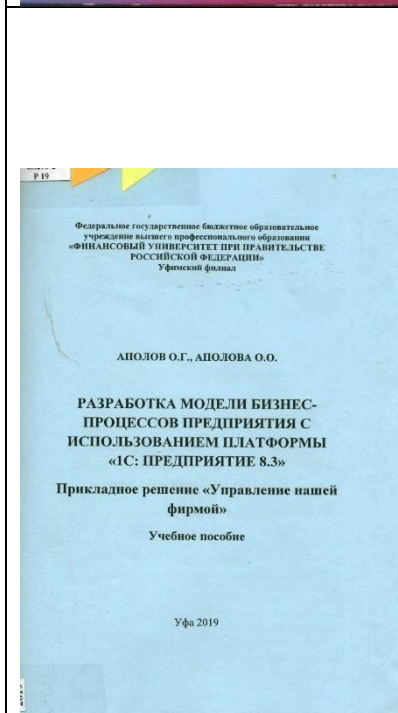 Р 19
Федеральное государственное бюджетное образовательное
учреждение высшего профессионального образования
«ФИНАНСОВЫЙ УНИВЕРСИТЕТ ПРИ ПРАВИТЕЛЬСТВЕ
РОССИЙСКОЙ ФЕДЕРАЦИИ»
Уфимский филиал
АПОЛОВ О.Г., АПОЛОВА О.О.
РАЗРАБОТКА МОДЕЛИ БИЗНЕС-
ПРОЦЕССОВ ПРЕДПРИЯТИЯ С
ИСПОЛЬЗОВАНИЕМ ПЛАТФОРМЫ
«1С: ПРЕДПРИЯТИЕ 8.3»
Прикладное решение «Управление нашей
фирмой»
Учебное пособие
Уфа 2019